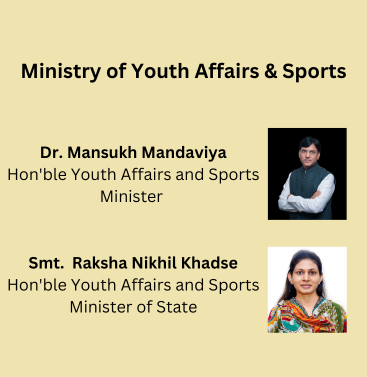 Ministry of Youth Affairs & Sports
Dr. Mansukh Mandaviya
Hon'ble Youth Affairs and Sports
Minister
Smt. Raksha Nikhil Khadse
Hon'ble Youth Affairs and Sports
Minister of State